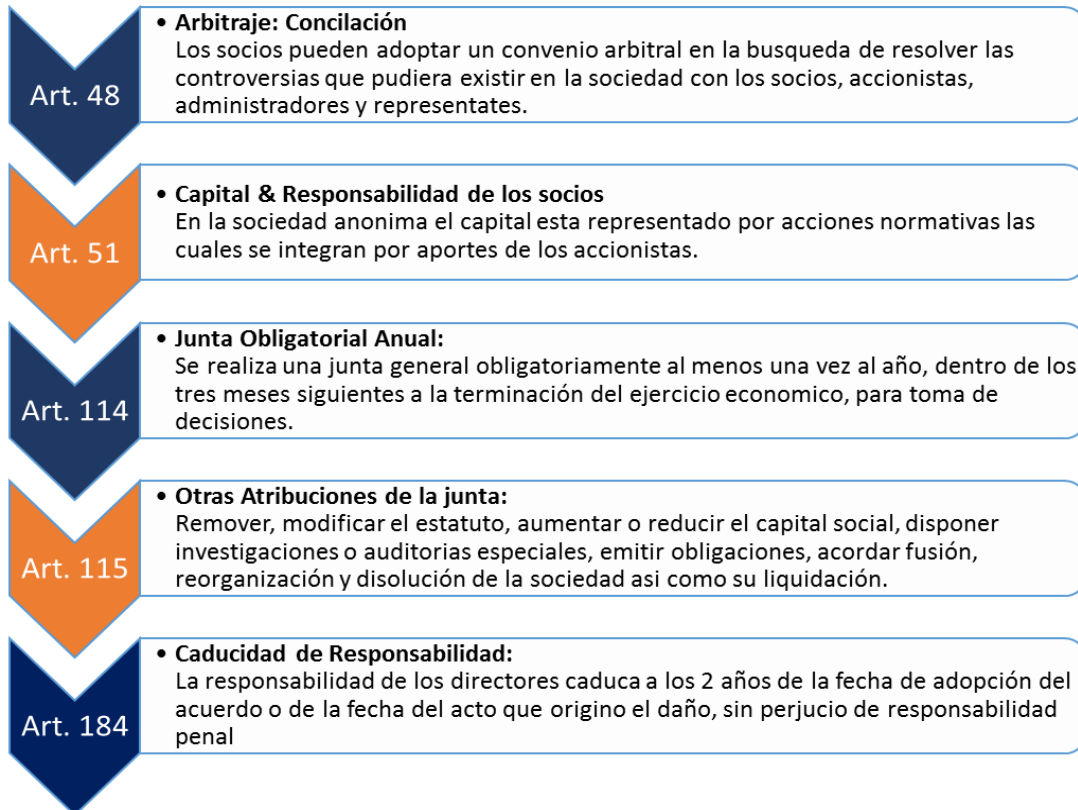 Art. 48
• Arbitraje: Concilación
Los socios pueden adoptar un convenio arbitral en la busqueda de resolver las
controversias que pudiera existir en la sociedad con los socios, accionistas,
administradores y representates.
Art. 51
• Capital & Responsabilidad de los socios
En la sociedad anonima el capital esta representado por acciones normativas las
cuales se integran por aportes de los accionistas.
Art. 114
• Junta Obligatorial Anual:
Se realiza una junta general obligatoriamente al menos una vez al año, dentro de los
tres meses siguientes a la terminación del ejercicio economico, para toma de
decisiones.
Art. 115
• Otras Atribuciones de la junta:
Remover, modificar el estatuto, aumentar o reducir el capital social, disponer
investigaciones o auditorias especiales, emitir obligaciones, acordar fusión,
reorganización y disolución de la sociedad asi como su liquidación.
Art. 184
• Caducidad de Responsabilidad:
La responsabilidad de los directores caduca a los 2 años de la fecha de adopción del
acuerdo o de la fecha del acto que origino el daño, sin perjucio de responsabilidad
penal